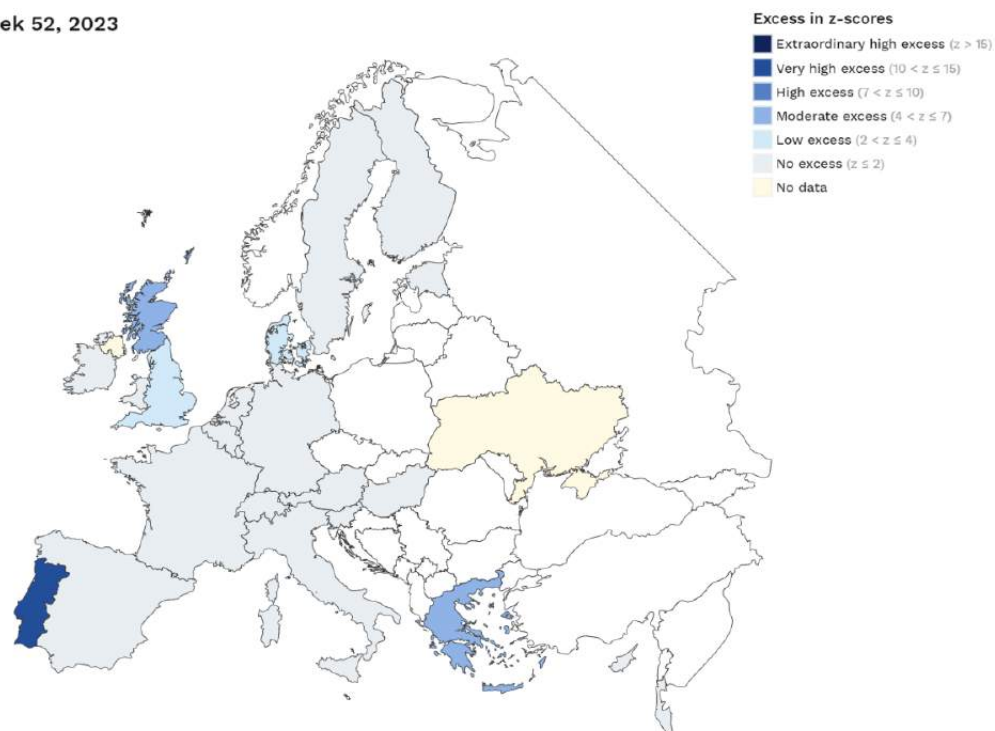 ek 52, 2023
Excess in z-scores
Extraordinary high excess (z > 15)
Very high excess (10 < z ≤ 15)
High excess (7 < z ≤ 10)
Moderate excess (4 < z ≤ 7)
Low excess (2 < z ≤ 4)
No excess (z ≤ 2)
No data